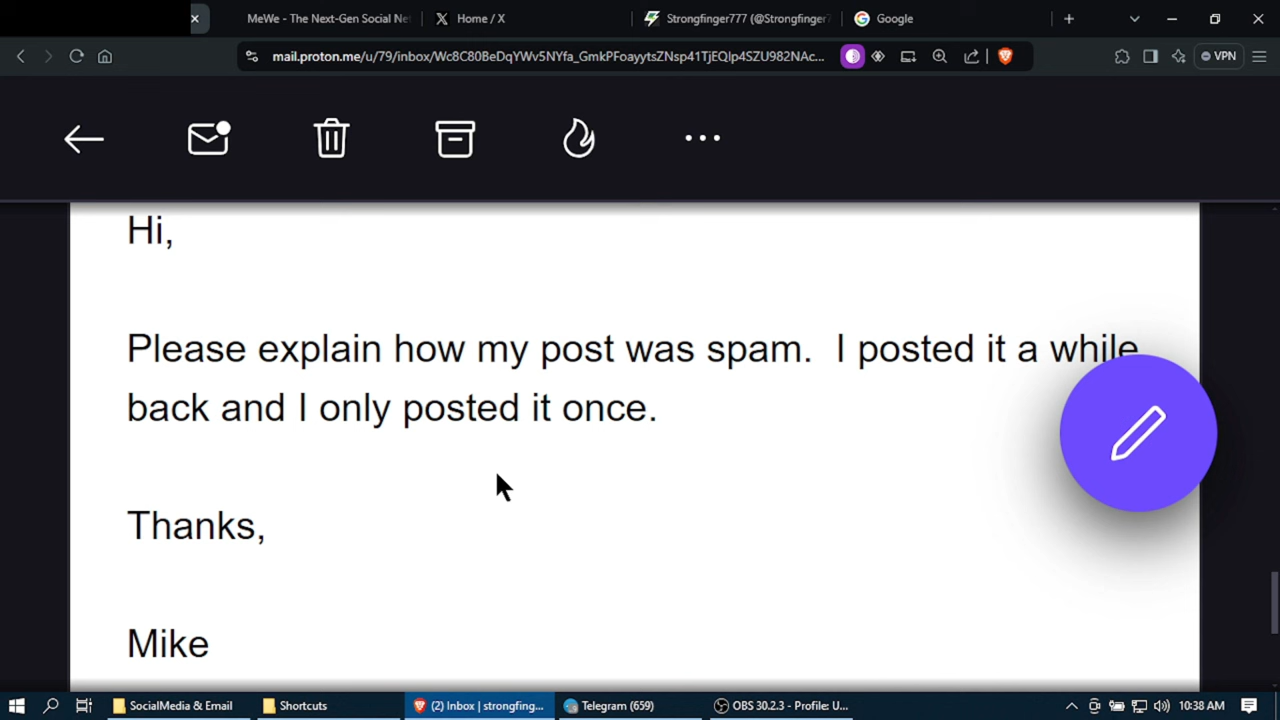 MeWe - The Next-Gen Social Ne
Home / X
Strongfinger777 (@Strongfinger7
Google
mail.proton.me/u/79/inbox/Wc8C80BeDqYWv5NYfa_GmkPFoayytsZNsp41TjEQIp4SZU982NAc...
VPN
Hi,
Please explain how my post was spam.  I posted it a while
back and I only posted it once.
Thanks,
Mike
SocialMedia & Email
Shortcuts
(2) Inbox | strongfing...
Telegram (659)
OBS 30.2.3 - Profile: U...
10:38 AM